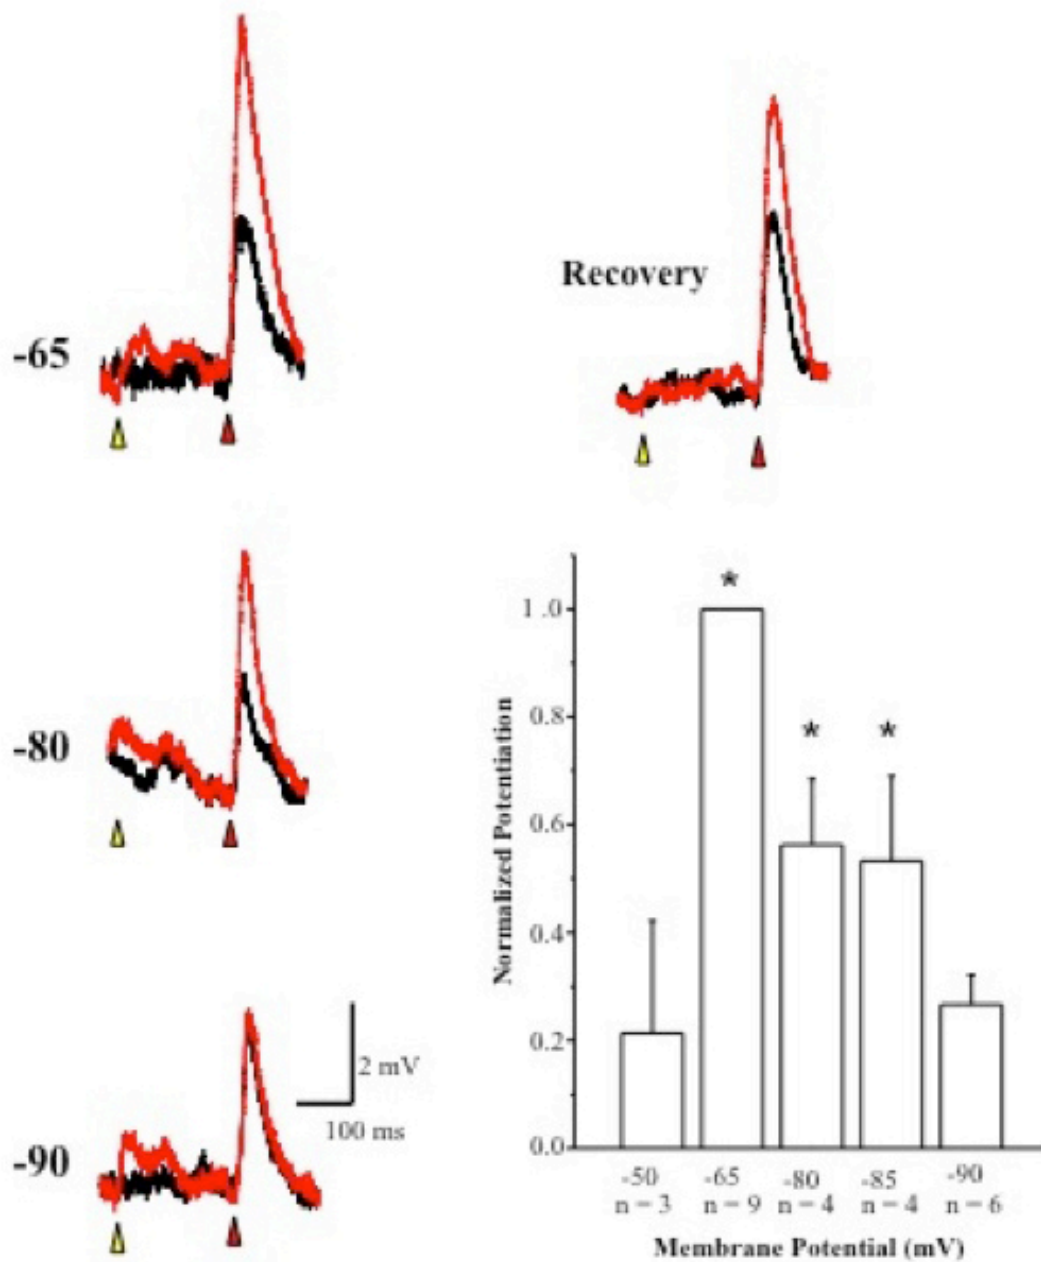 -65
Recovery
-80
-90
2 mV
100 ms
Normalized Potentiation
1.0
0.8
0.6
0.4
0.2
0.0
* * *
-50 -65 -80 -85 -90
n = 3 n = 9 n = 4 n = 4 n = 6
Membrane Potential (mV)